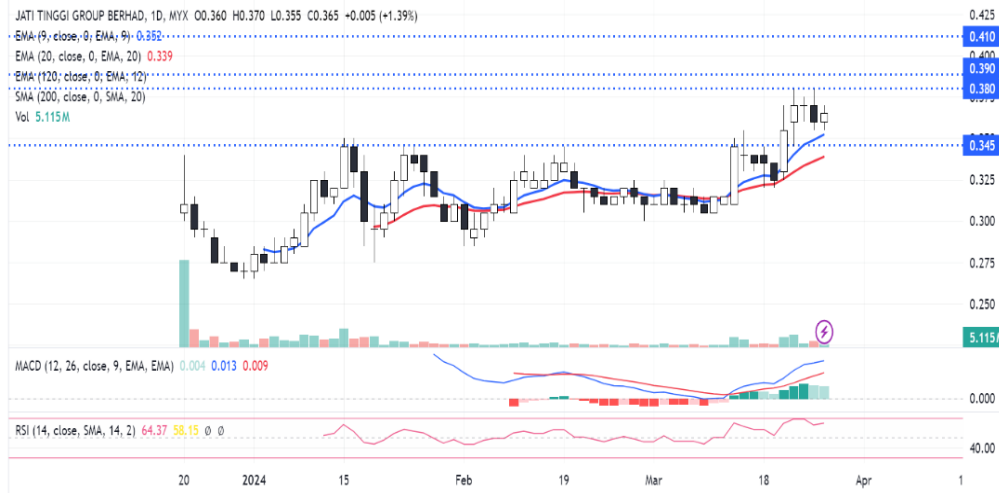 JATI TINGGI GROUP BERHAD, 1D, MYX O0.360 H0.370 L0.355 C0.365 +0.005 (+1.39%)
EMA (9, close, 0, EMA, 9) 0.352
EMA (20, close, 0, EMA, 20) 0.339
EMA (120, close, 0, EMA, 12)
SMA (200, close, 0, SMA, 20)
Vol 5.115M
0.425
0.410
0.400
0.390
0.380
0.345
0.325
0.300
0.275
0.250
5.115M
MACD (12, 26, close, 9, EMA, EMA) 0.004 0.013 0.009
0.000
RSI (14, close, SMA, 14, 2) 64.37 58.15 ∅ ∅
40.00
20 2024 15 Feb 19 Mar 18 Apr 1